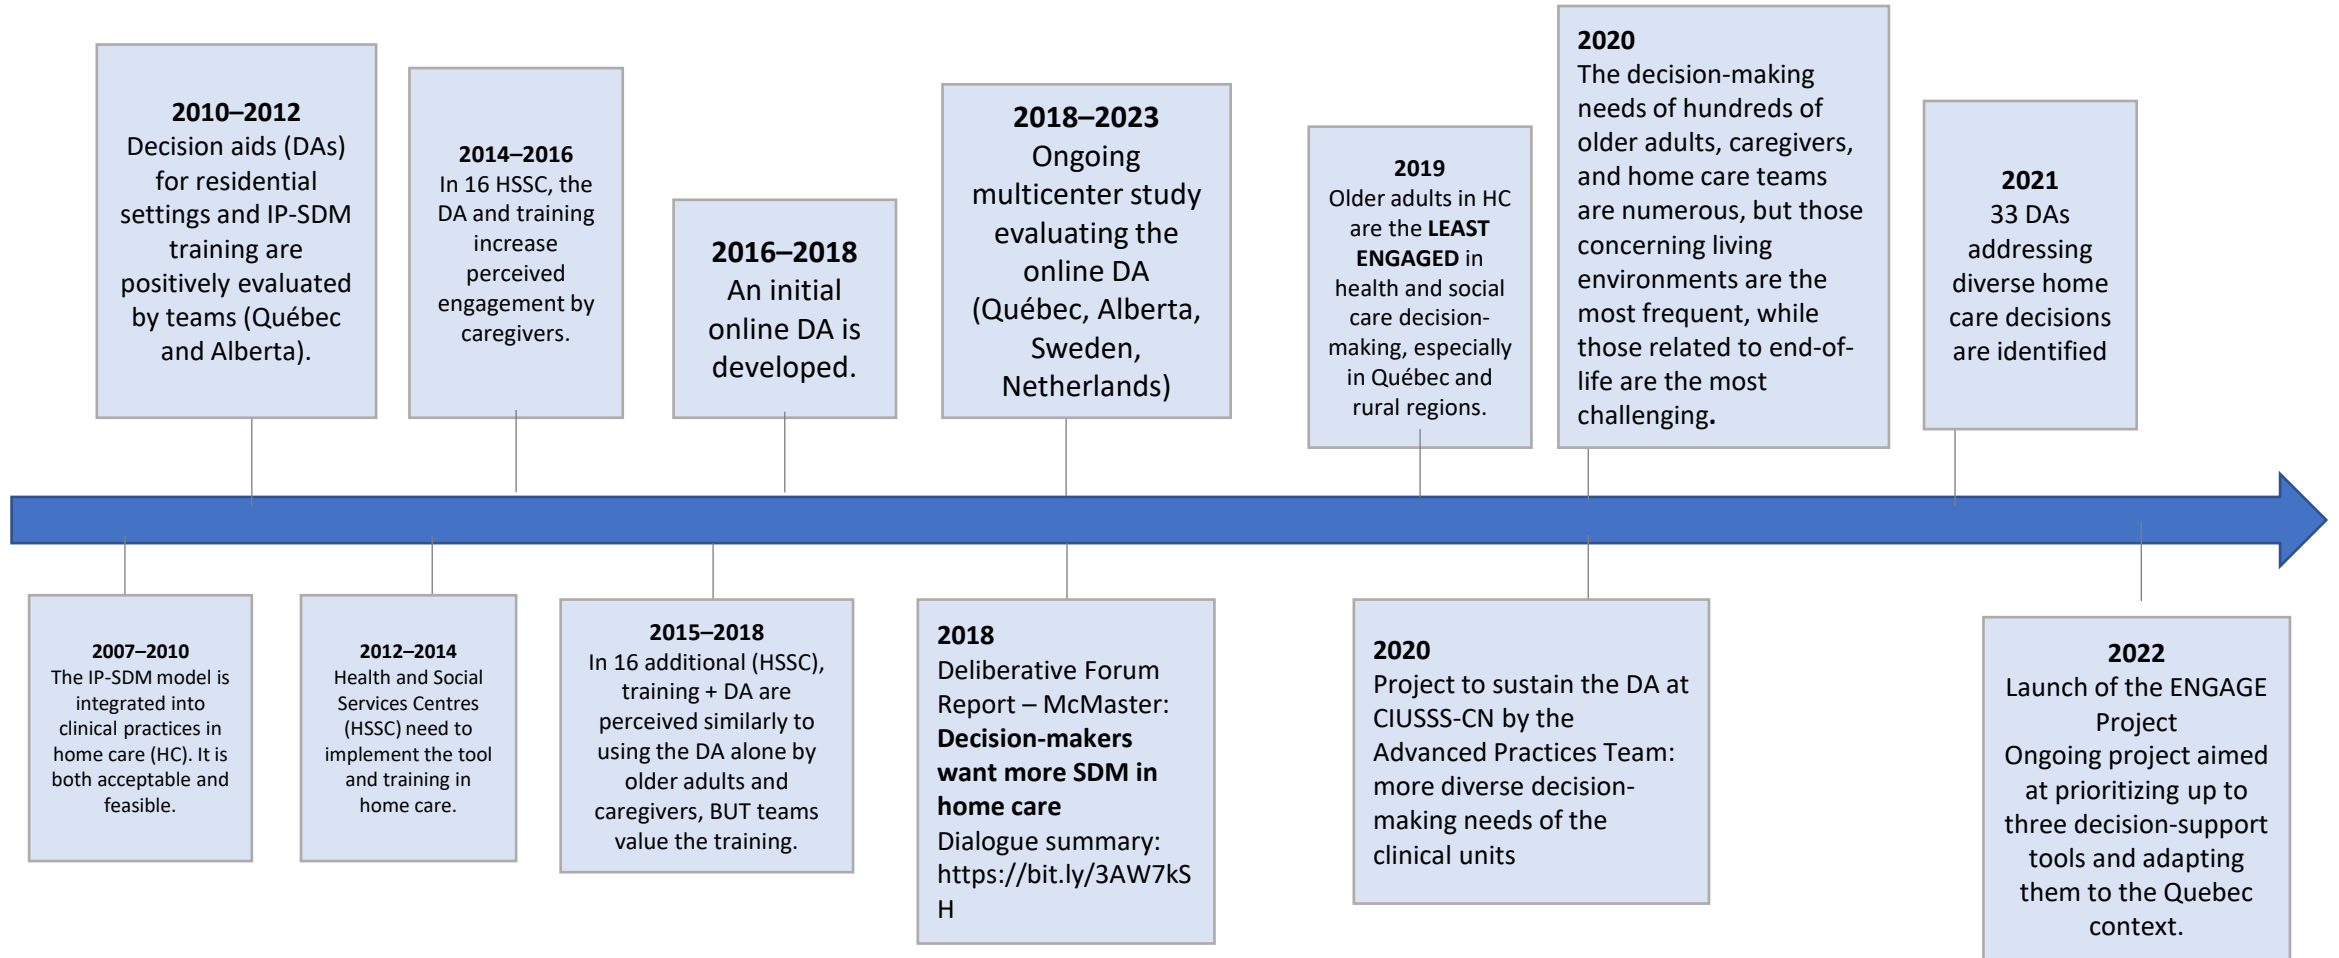 2010–2012
Decision aids (DAs)
for residential
settings and IP-SDM
training are
positively evaluated
by teams (Québec
and Alberta).
2014–2016
In 16 HSSC, the
DA and training
increase
perceived
engagement by
caregivers.
2016–2018
An initial
online DA is
developed.
2018–2023
Ongoing
multicenter study
evaluating the
online DA
(Québec, Alberta,
Sweden,
Netherlands)
2019
Older adults in HC
are the LEAST
ENGAGED in
health and social
care decision-
making, especially
in Québec and
rural regions.
2020
The decision-making
needs of hundreds of
older adults, caregivers,
and home care teams
are numerous, but those
concerning living
environments are the
most frequent, while
those related to end-of-
life are the most
challenging.
2021
33 DAs
addressing
diverse home
care decisions
are identified
2007–2010
The IP-SDM model is
integrated into
clinical practices in
home care (HC). It is
both acceptable and
feasible.
2012–2014
Health and Social
Services Centres
(HSSC) need to
implement the tool
and training in
home care.
2015–2018
In 16 additional (HSSC),
training + DA are
perceived similarly to
using the DA alone by
older adults and
caregivers, BUT teams
value the training.
2018
Deliberative Forum
Report – McMaster:
Decision-makers
want more SDM in
home care
Dialogue summary:
https://bit.ly/3AW7kS
H
2020
Project to sustain the DA at
CIUSSS-CN by the
Advanced Practices Team:
more diverse decision-
making needs of the
clinical units
2022
Launch of the ENGAGE
Project
Ongoing project aimed
at prioritizing up to
three decision-support
tools and adapting
them to the Quebec
context.